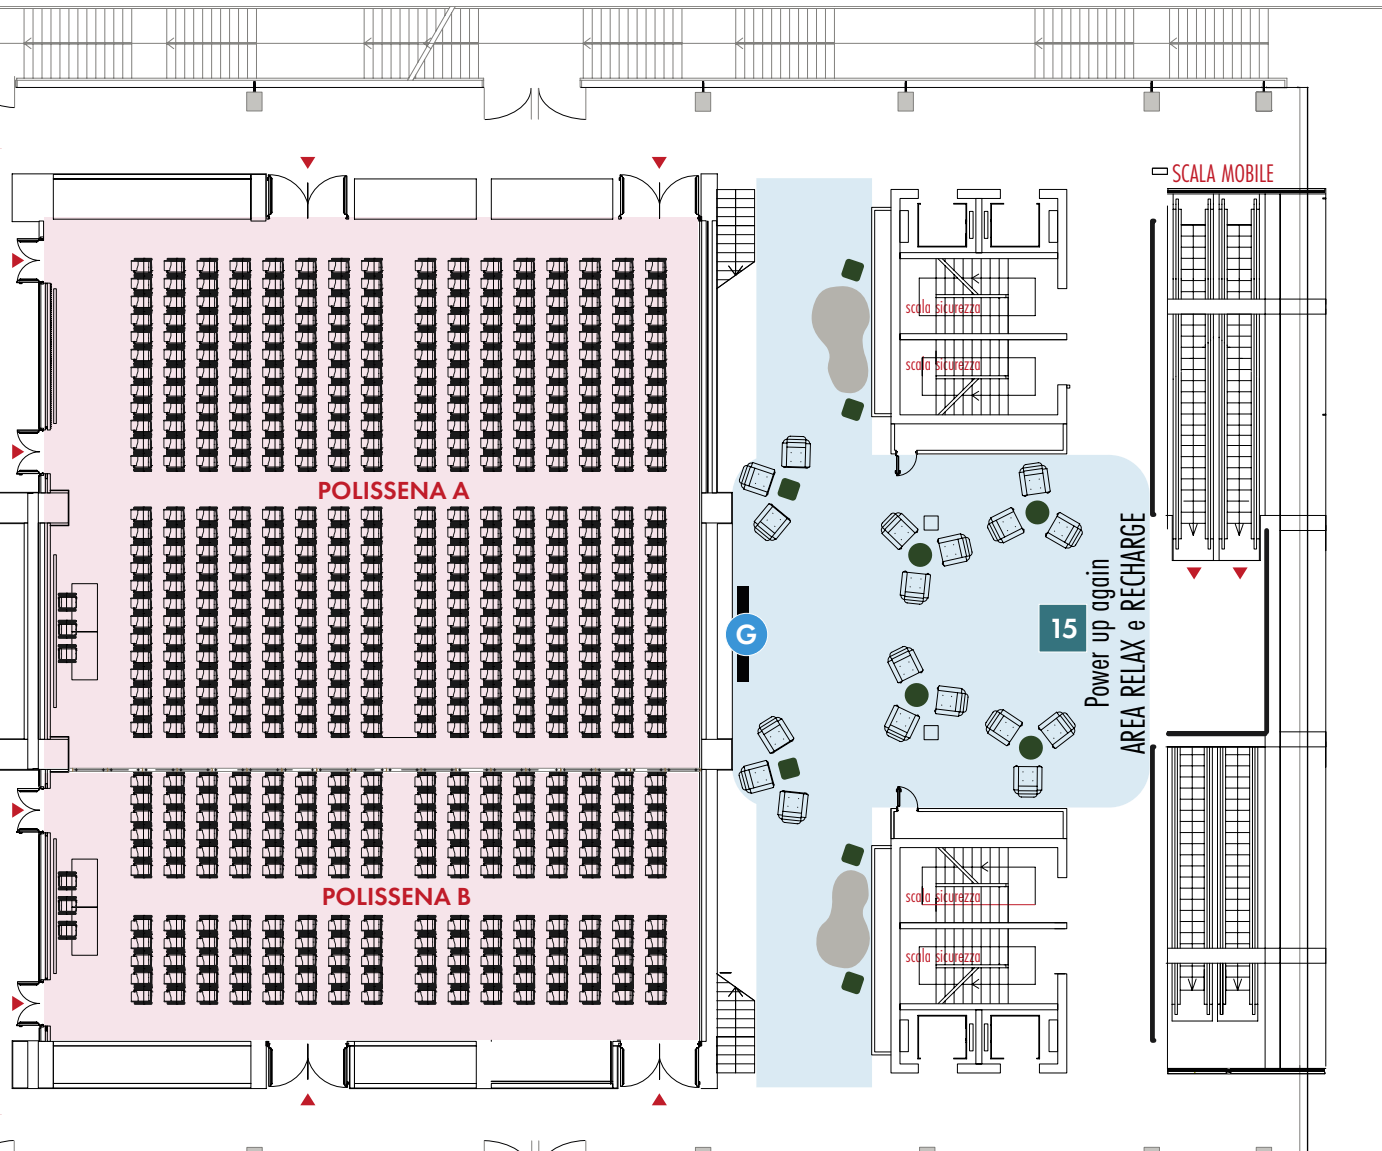 SCALA MOBILE
scala sicurezza
scala sicurezza
POLISSENA A
G
15
Power up again
AREA RELAX e RECHARGE
POLISSENA B
scala sicurezza
scala sicurezza